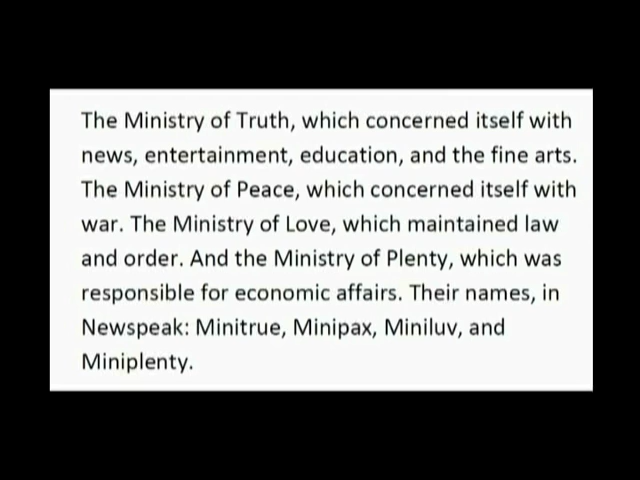 The Ministry of Truth, which concerned itself with
news, entertainment, education, and the fine arts.
The Ministry of Peace, which concerned itself with
war. The Ministry of Love, which maintained law
and order. And the Ministry of Plenty, which was
responsible for economic affairs. Their names, in
Newspeak: Minitrue, Minipax, Miniluv, and
Miniplenty.